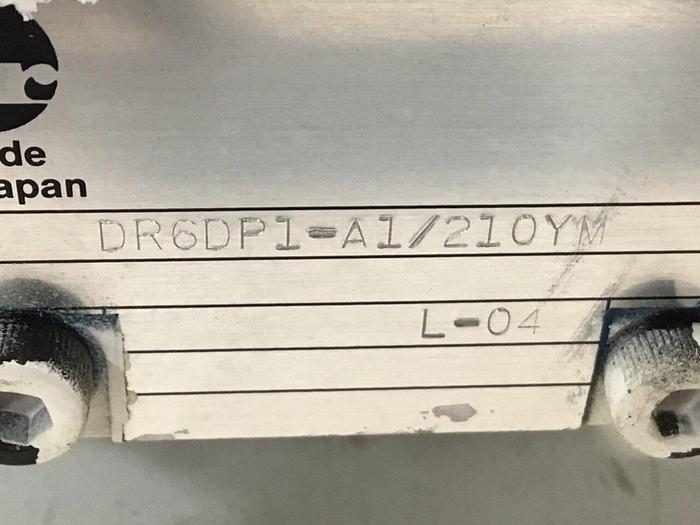 de
apan
DR6DP1-A1/210YM
L-04